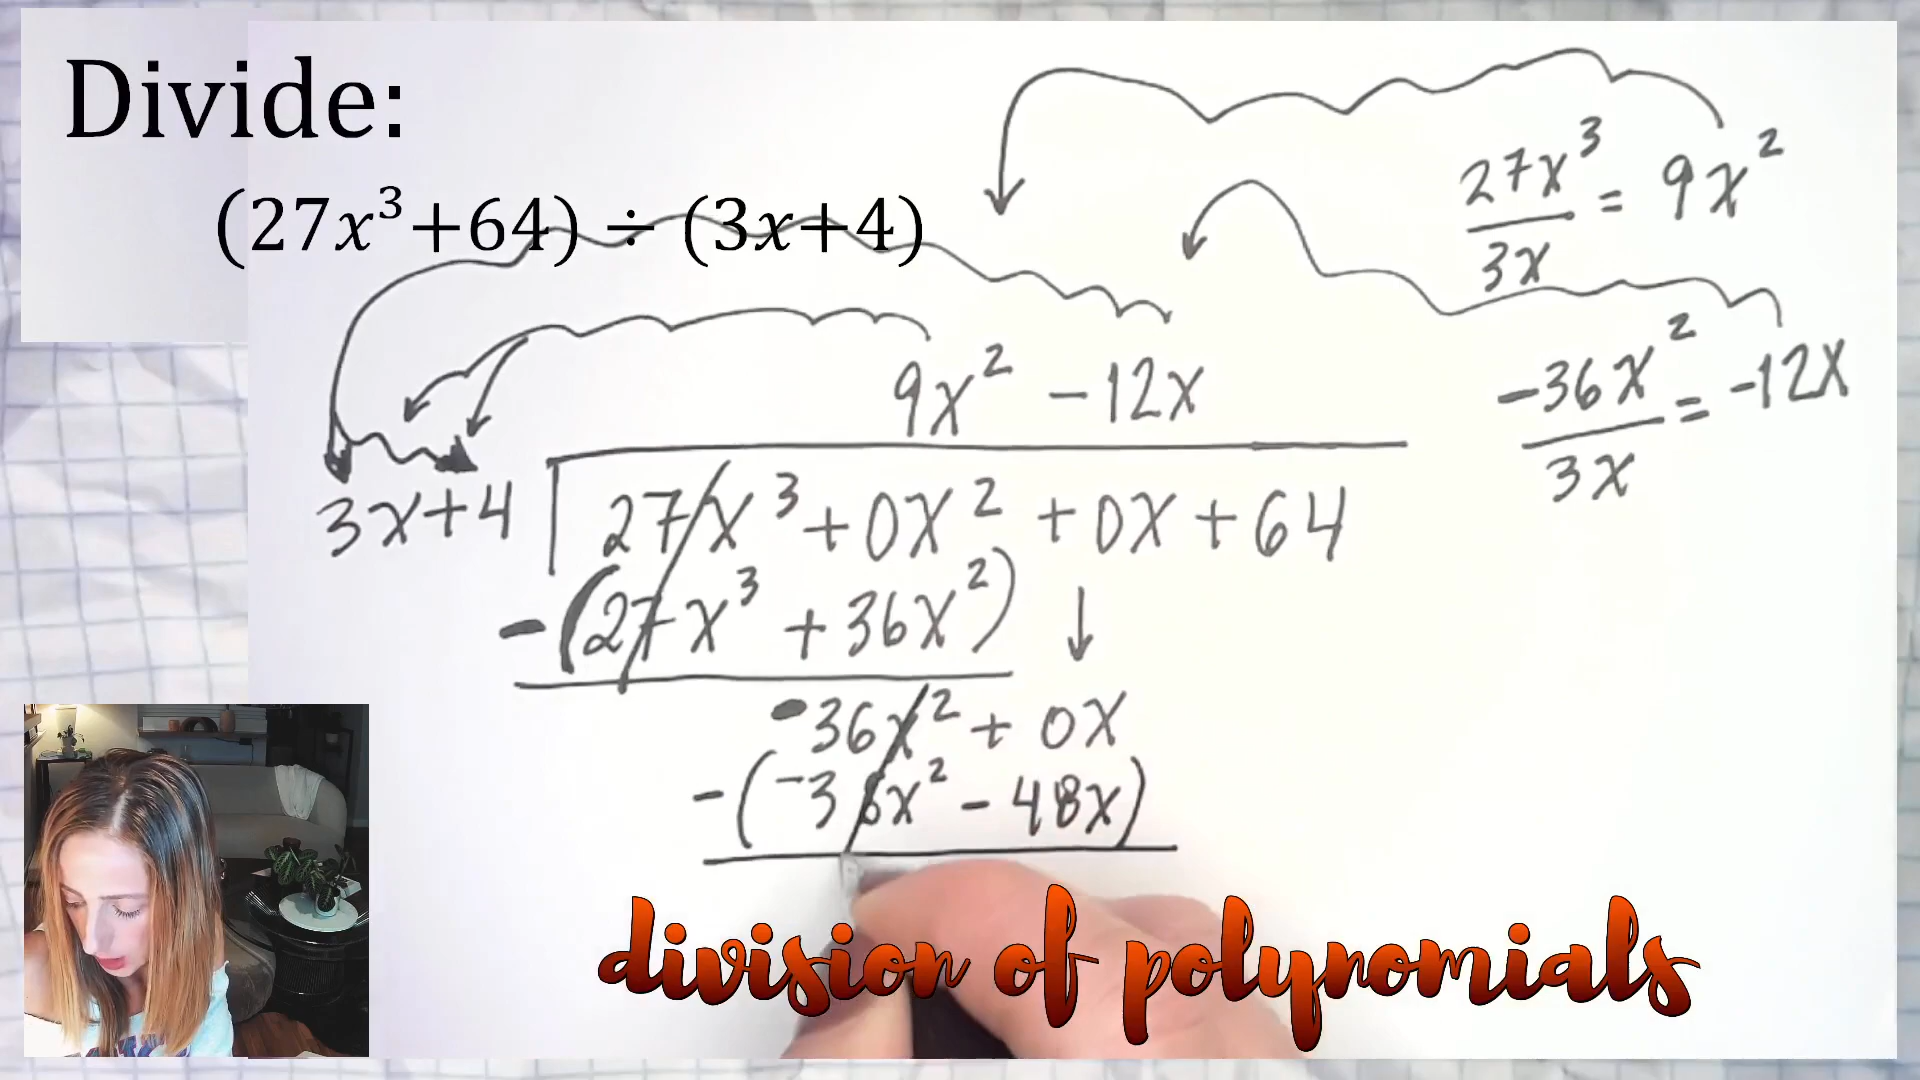 Divide:
(27x³+64) ÷ (3x+4)
27x³/3x = 9x²
-36x²/3x = -12x
9x² -12x
3x+4 27x³ +0x² +0x +64
-(27x³ +36x²) ↓
-36x² + 0x
-(-36x² - 48x)
division of polynomials